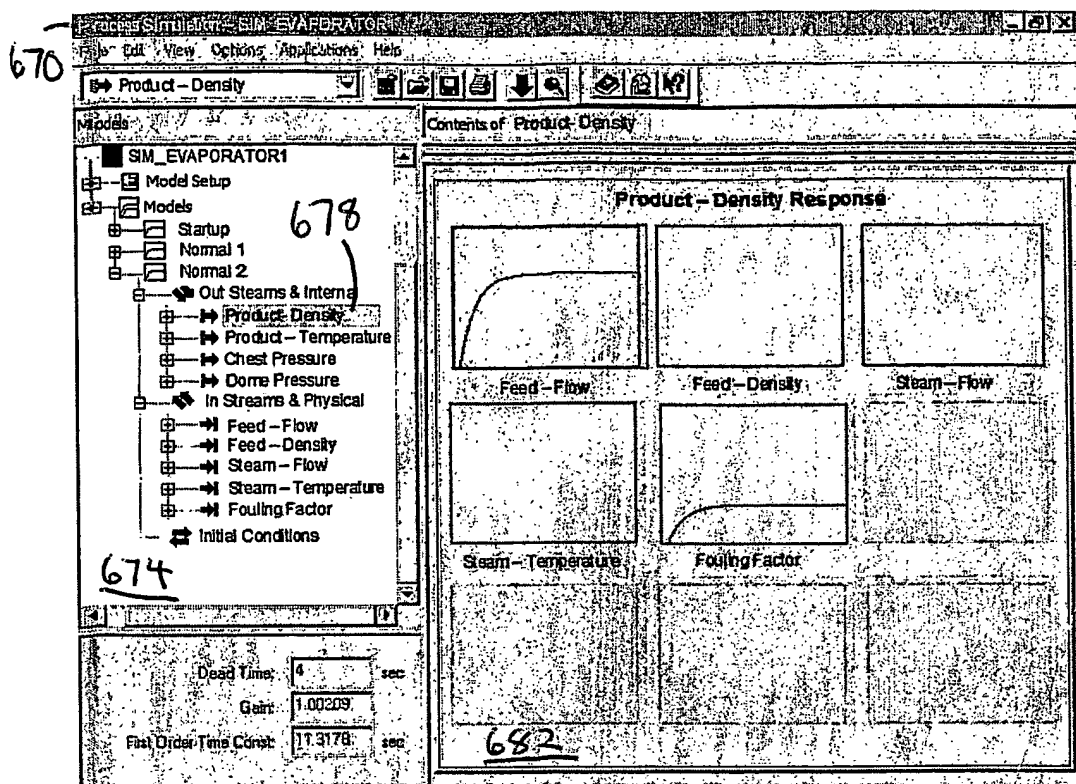 Process Simulation - SIM_EVAPORATOR1
670
File Edit View Options Applications Help
Product - Density
Models
Contents of Product-Density
SIM_EVAPORATOR1
Model Setup
Models
Startup
Normal 1
Normal 2
678
Out Steams & Interna
Product-Density
Product - Temperature
Chest Pressure
Dome Pressure
In Streams & Physical
Feed - Flow
Feed - Density
Steam - Flow
Steam - Temperature
Fouling Factor
Initial Conditions
674
Dead Time: 4 sec
Gain: 1.00209
First Order Time Const: 11.3178 sec
Product - Density Response
Feed - Flow
Feed - Density
Steam - Flow
Steam - Temperature
Fouling Factor
682